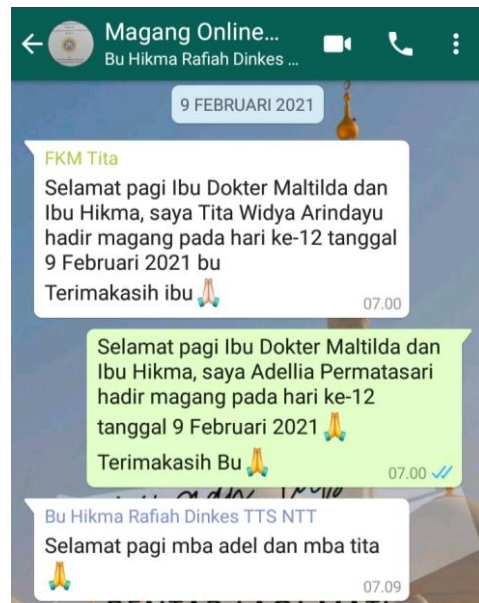 Magang Online...
Bu Hikma Rafiah Dinkes ...
9 FEBRUARI 2021
FKM Tita
Selamat pagi Ibu Dokter Maltilda dan
Ibu Hikma, saya Tita Widya Arindayu
hadir magang pada hari ke-12 tanggal
9 Februari 2021 bu
Terimakasih ibu🙏🏻
07.00
Selamat pagi Ibu Dokter Maltilda dan
Ibu Hikma, saya Adellia Permatasari
hadir magang pada hari ke-12
tanggal 9 Februari 2021🙏
Terimakasih Bu🙏
07.00
Bu Hikma Rafiah Dinkes TTS NTT
Selamat pagi mba adel dan mba tita
🙏
07.09